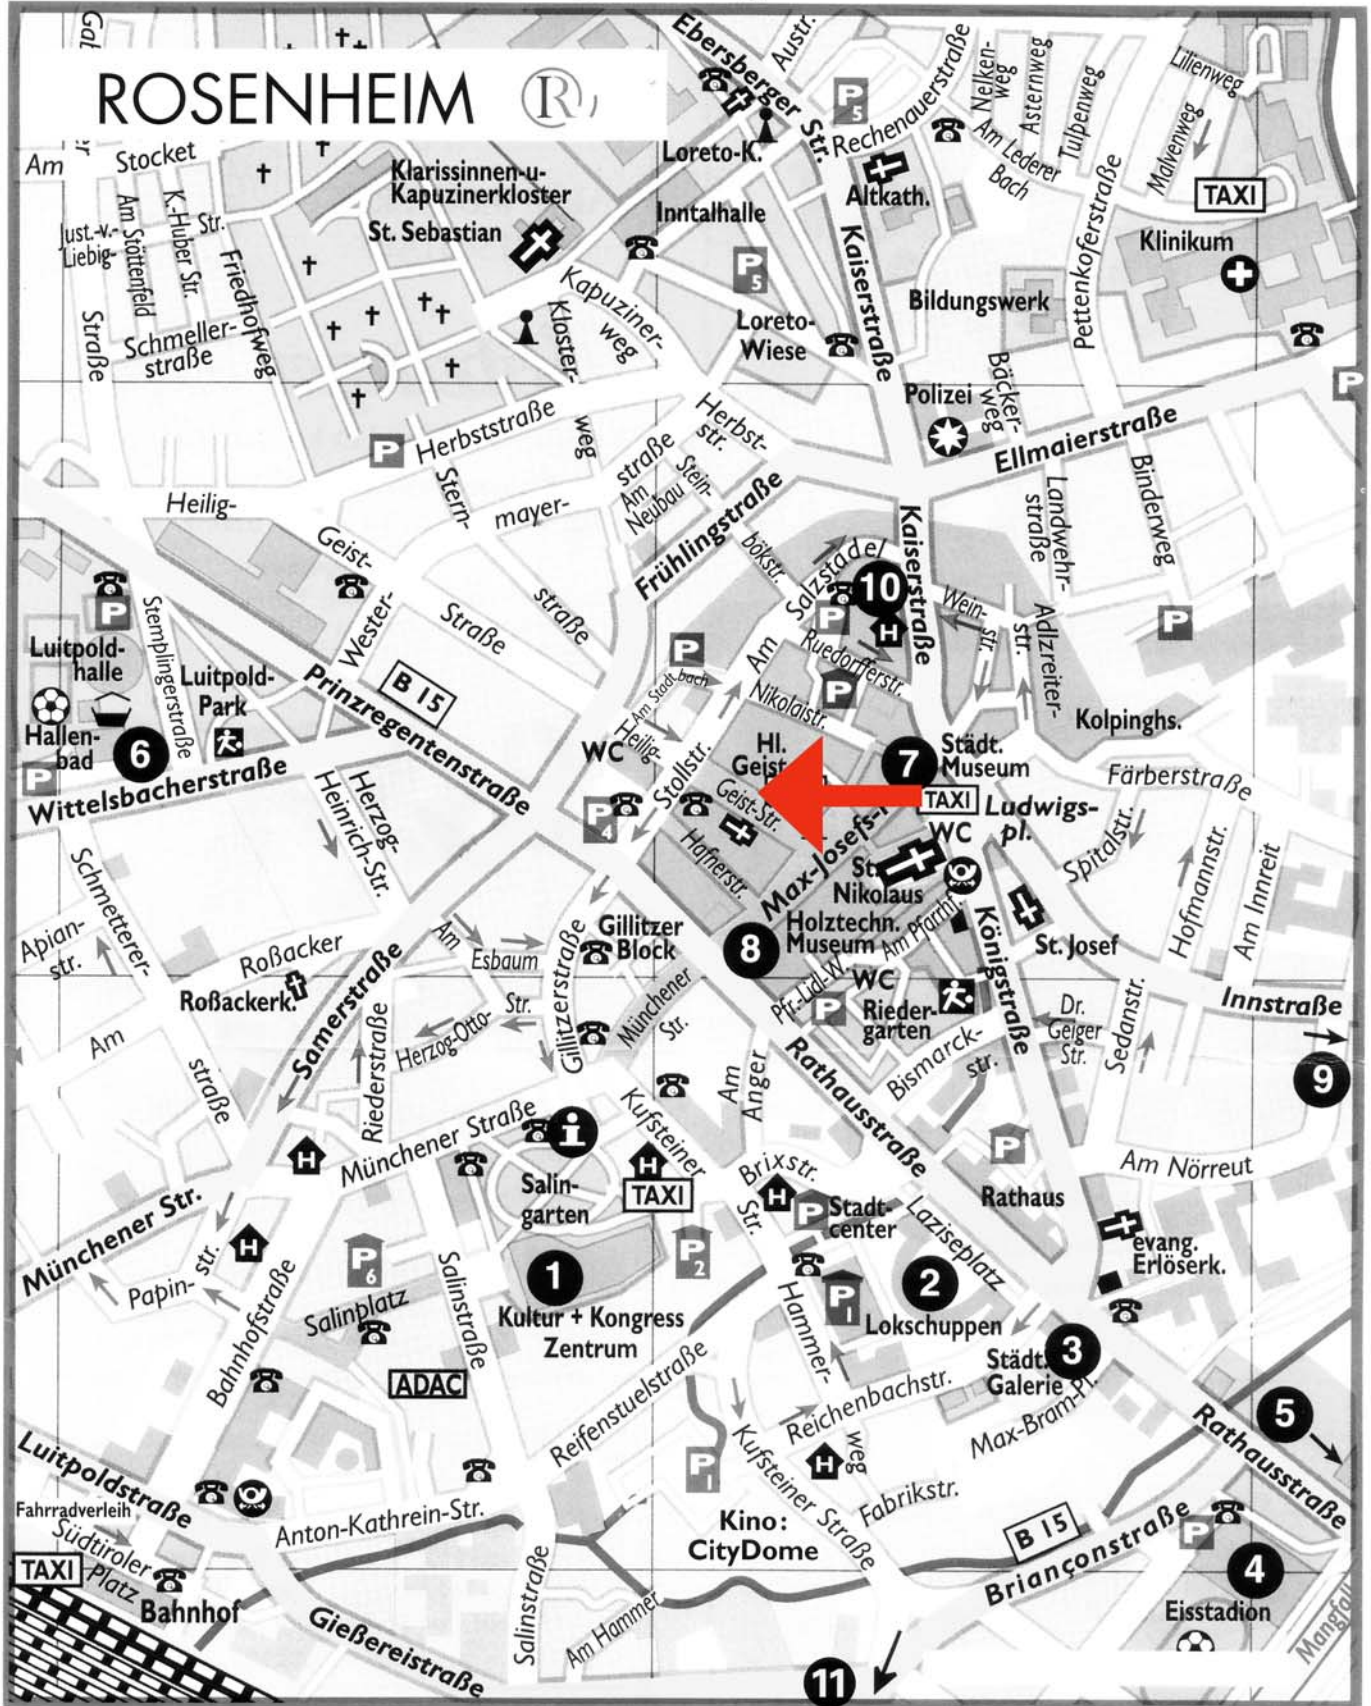 ROSENHEIM
R
Ebersberger Str.
Austr.
P5
Rechenauerstraße
Nelken-
weg
Asternweg
Tulpenweg
Am Lederer
Bach
Lilienweg
Malvenweg
TAXI
Klinikum
Pettenkoferstraße
Am
Stocket
Str.
Just.-v.-
Liebig-
Straße
Am Stöttenfeld
K.-Huber Str.
Friedhofweg
Schmeller-
straße
Klarissinnen-u-
Kapuzinerkloster
St. Sebastian
Loreto-K.
Inntalhalle
Altkath.
P5
Loreto-
Wiese
Kaiserstraße
Bildungswerk
Kapuziner-
weg
Kloster-
weg
Polizei
Bäcker-
weg
Ellmaierstraße
P
P
Herbststraße
Herbst-
str.
Stern-
mayer-
straße
straße
Am
Neubau
Stein-
bökstr.
Frühlingstraße
Landwehr-
straße
Binderweg
Heilig-
Geist-
Straße
Wester-
Kaiserstraße
Am Salzstadel
10
P
H
Wein-
str.
Adlzreiter-
str.
P
P
Luitpold-
halle
Stemplingerstraße
Luitpold-
Park
Hallen-
bad
6
P
Wittelsbacherstraße
Prinzregentenstraße
B 15
P
Am Stadtbach
Ruedorfferstr.
P
Nikolaistr.
Kolpinghs.
WC
Heilig-
Stollstr.
Hl.
Geist
Geist-Str.
7
Städt.
Museum
TAXI
Ludwigs-
pl.
WC
Färberstraße
P4
Hafnerstr.
Max-Josefs-
St.
Nikolaus
Spitalstr.
Hofmannstr.
Am Innreit
Herzog-
Heinrich-Str.
Schmetterer-
straße
Apian-
str.
Am
Roßacker
Roßackerk.
Samerstraße
Am
Esbaum
Str.
Herzog-Otto-
Gillitzerstraße
Gillitzer
Block
Münchener
Str.
8
Holztechn.
Museum
Am Pfarrhf.
Pfr.-Lidl-W.
WC
P
Rieder-
garten
Königstraße
St. Josef
Innstraße
Dr.
Geiger
Str.
Sedanstr.
9
Bismarck-
str.
Riederstraße
Rathausstraße
Am
Anger
Münchener Straße
i
H
Kufsteiner
Str.
H
TAXI
Salin-
garten
Brixstr.
H
P
Stadt-
center
P
Rathaus
Am Nörreut
Münchener Str.
H
Papin-
str.
Bahnhofstraße
P6
Salinplatz
Salinstraße
1
Kultur + Kongress
Zentrum
P2
Laziseplatz
2
Lokschuppen
evang.
Erlöserk.
Hammer-
weg
P1
3
Städt.
Galerie
Max-Bram-Pl.
ADAC
Reifenstuelstraße
Reichenbachstr.
H
5
Rathausstraße
P1
Kufsteiner Straße
Fabrikstr.
Luitpoldstraße
Fahrradverleih
Südtiroler
Platz
TAXI
Bahnhof
Anton-Kathrein-Str.
Kino:
CityDome
B 15
Briançonstraße
P
4
Eisstadion
Gießereistraße
Salinstraße
Am Hammer
11
Mangfall